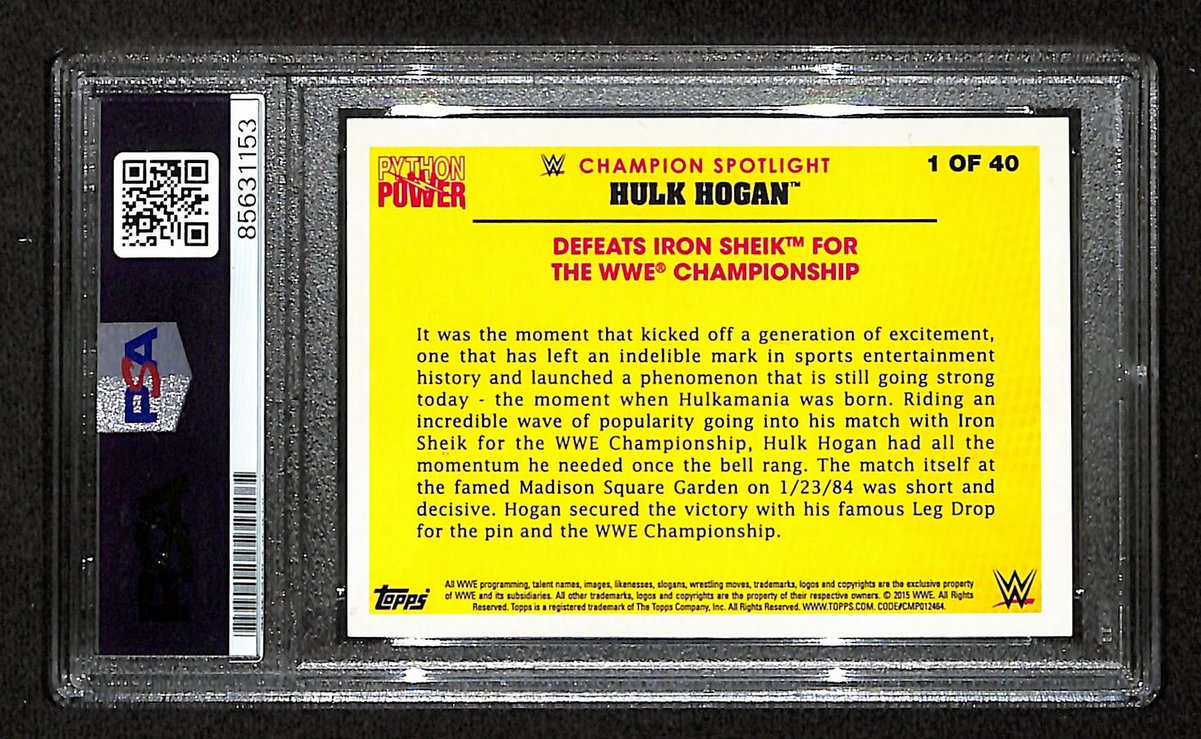 85631153
PSA
PYTHON
POWER
W CHAMPION SPOTLIGHT
HULK HOGAN™
1 OF 40
DEFEATS IRON SHEIK™ FOR
THE WWE® CHAMPIONSHIP
It was the moment that kicked off a generation of excitement,
one that has left an indelible mark in sports entertainment
history and launched a phenomenon that is still going strong
today - the moment when Hulkamania was born. Riding an
incredible wave of popularity going into his match with Iron
Sheik for the WWE Championship, Hulk Hogan had all the
momentum he needed once the bell rang. The match itself at
the famed Madison Square Garden on 1/23/84 was short and
decisive. Hogan secured the victory with his famous Leg Drop
for the pin and the WWE Championship.
Topps®
All WWE programming, talent names, images, likenesses, slogans, wrestling moves, trademarks, logos and copyrights are the exclusive property
of WWE and its subsidiaries. All other trademarks, logos and copyrights are the property of their respective owners. © 2015 WWE. All Rights
Reserved. Topps is a registered trademark of The Topps Company, Inc. All Rights Reserved. WWW.TOPPS.COM. CODE#CMP012464.
W